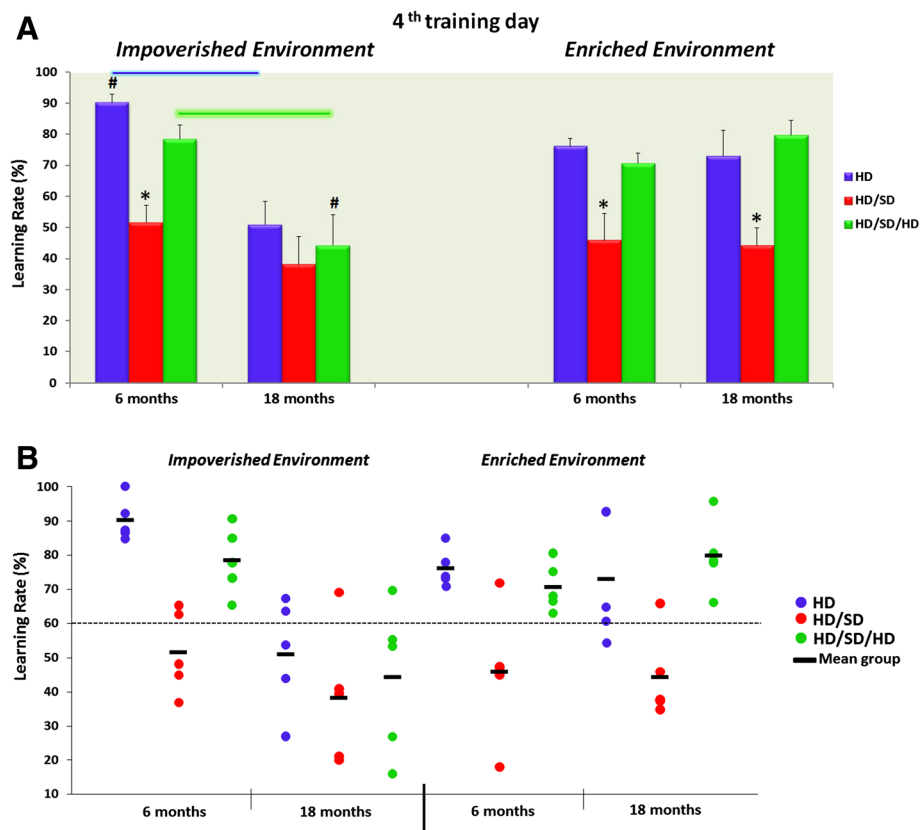 A
4 th training day
Impoverished Environment
Enriched Environment
Learning Rate (%)
100
90
80
70
60
50
40
30
20
10
0
#
*
#
*
*
6 months
18 months
6 months
18 months
HD
HD/SD
HD/SD/HD
B
Impoverished Environment
Enriched Environment
Learning Rate (%)
100
90
80
70
60
50
40
30
20
10
6 months
18 months
6 months
18 months
HD
HD/SD
HD/SD/HD
Mean group